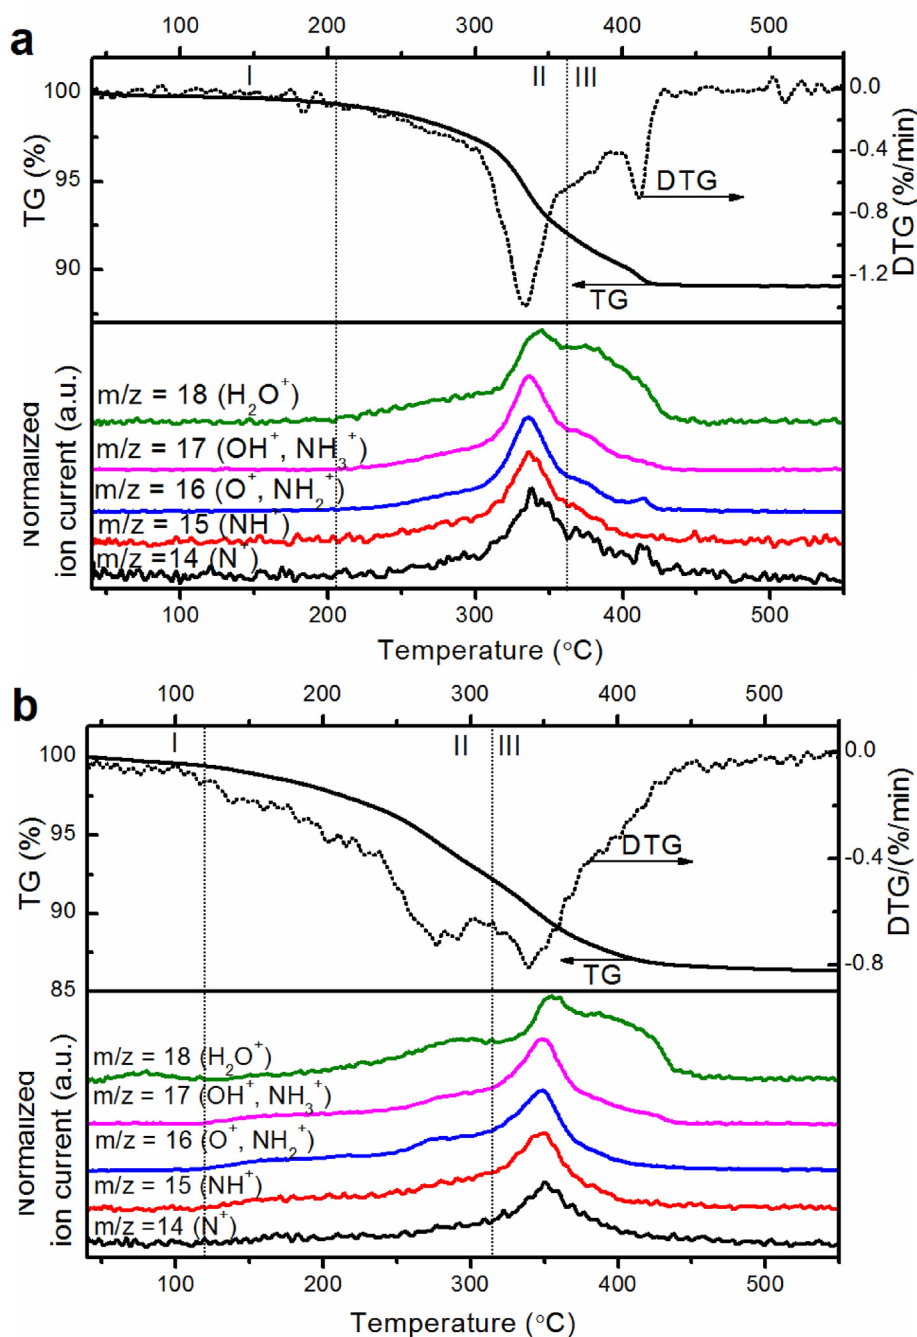 a
100 200 300 400 500
I II III
100
95
90
TG (%)
0.0
-0.4
-0.8
-1.2
DTG (%/min)
DTG
TG
Normalized
ion current (a.u.)
m/z = 18 (H₂O⁺)
m/z = 17 (OH⁺, NH₃⁺)
m/z = 16 (O⁺, NH₂⁺)
m/z = 15 (NH⁺)
m/z =14 (N⁺)
100 200 300 400 500
Temperature (°C)
b
100 200 300 400 500
I II III
100
95
90
85
TG (%)
0.0
-0.4
-0.8
DTG/(%/min)
DTG
TG
Normalized
ion current (a.u.)
m/z = 18 (H₂O⁺)
m/z = 17 (OH⁺, NH₃⁺)
m/z = 16 (O⁺, NH₂⁺)
m/z = 15 (NH⁺)
m/z =14 (N⁺)
100 200 300 400 500
Temperature (°C)